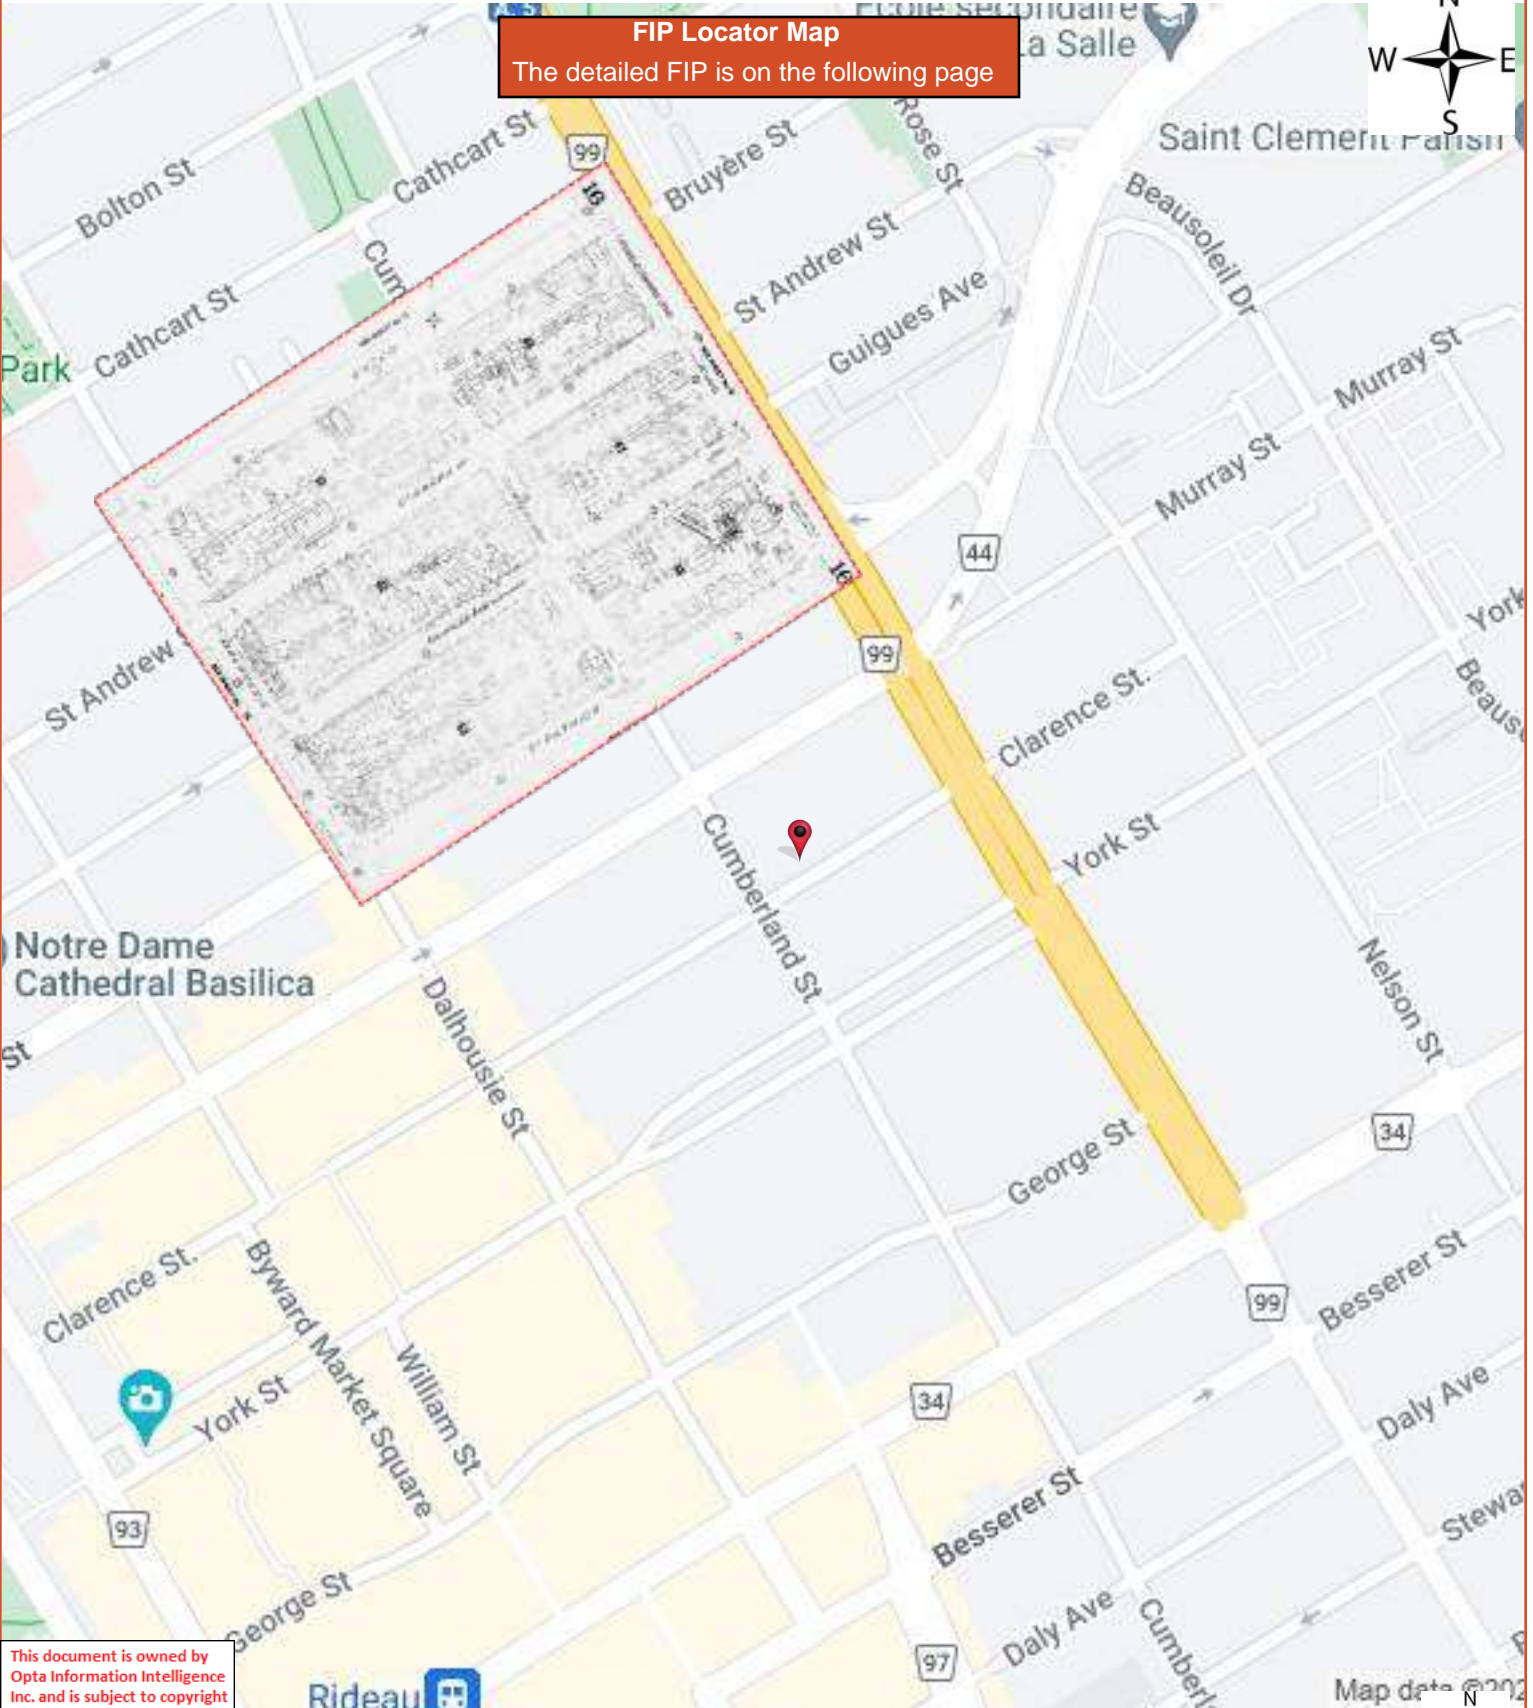 FIP Locator Map
The detailed FIP is on the following page
École secondaire
La Salle
N
W
E
S
99
Cathcart St
Bruyère St
Rose St
Saint Clement Parish
Bolton St
Beausoleil Dr
Cum
16
St Andrew St
Cathcart St
Guigues Ave
Park
Murray St
Murray St
44
16
York
99
St Andrew
Clarence St.
Beaus
York St
Cumberland St
Notre Dame
Cathedral Basilica
Nelson St
Dalhousie St
St
34
George St
Clarence St.
Byward Market Square
Besserer St
99
William St
York St
34
Daly Ave
Besserer St
93
Stewa
George St
Daly Ave
Cumberl
97
This document is owned by
Opta Information Intelligence
Inc. and is subject to copyright
Rideau
Map data ©202
N